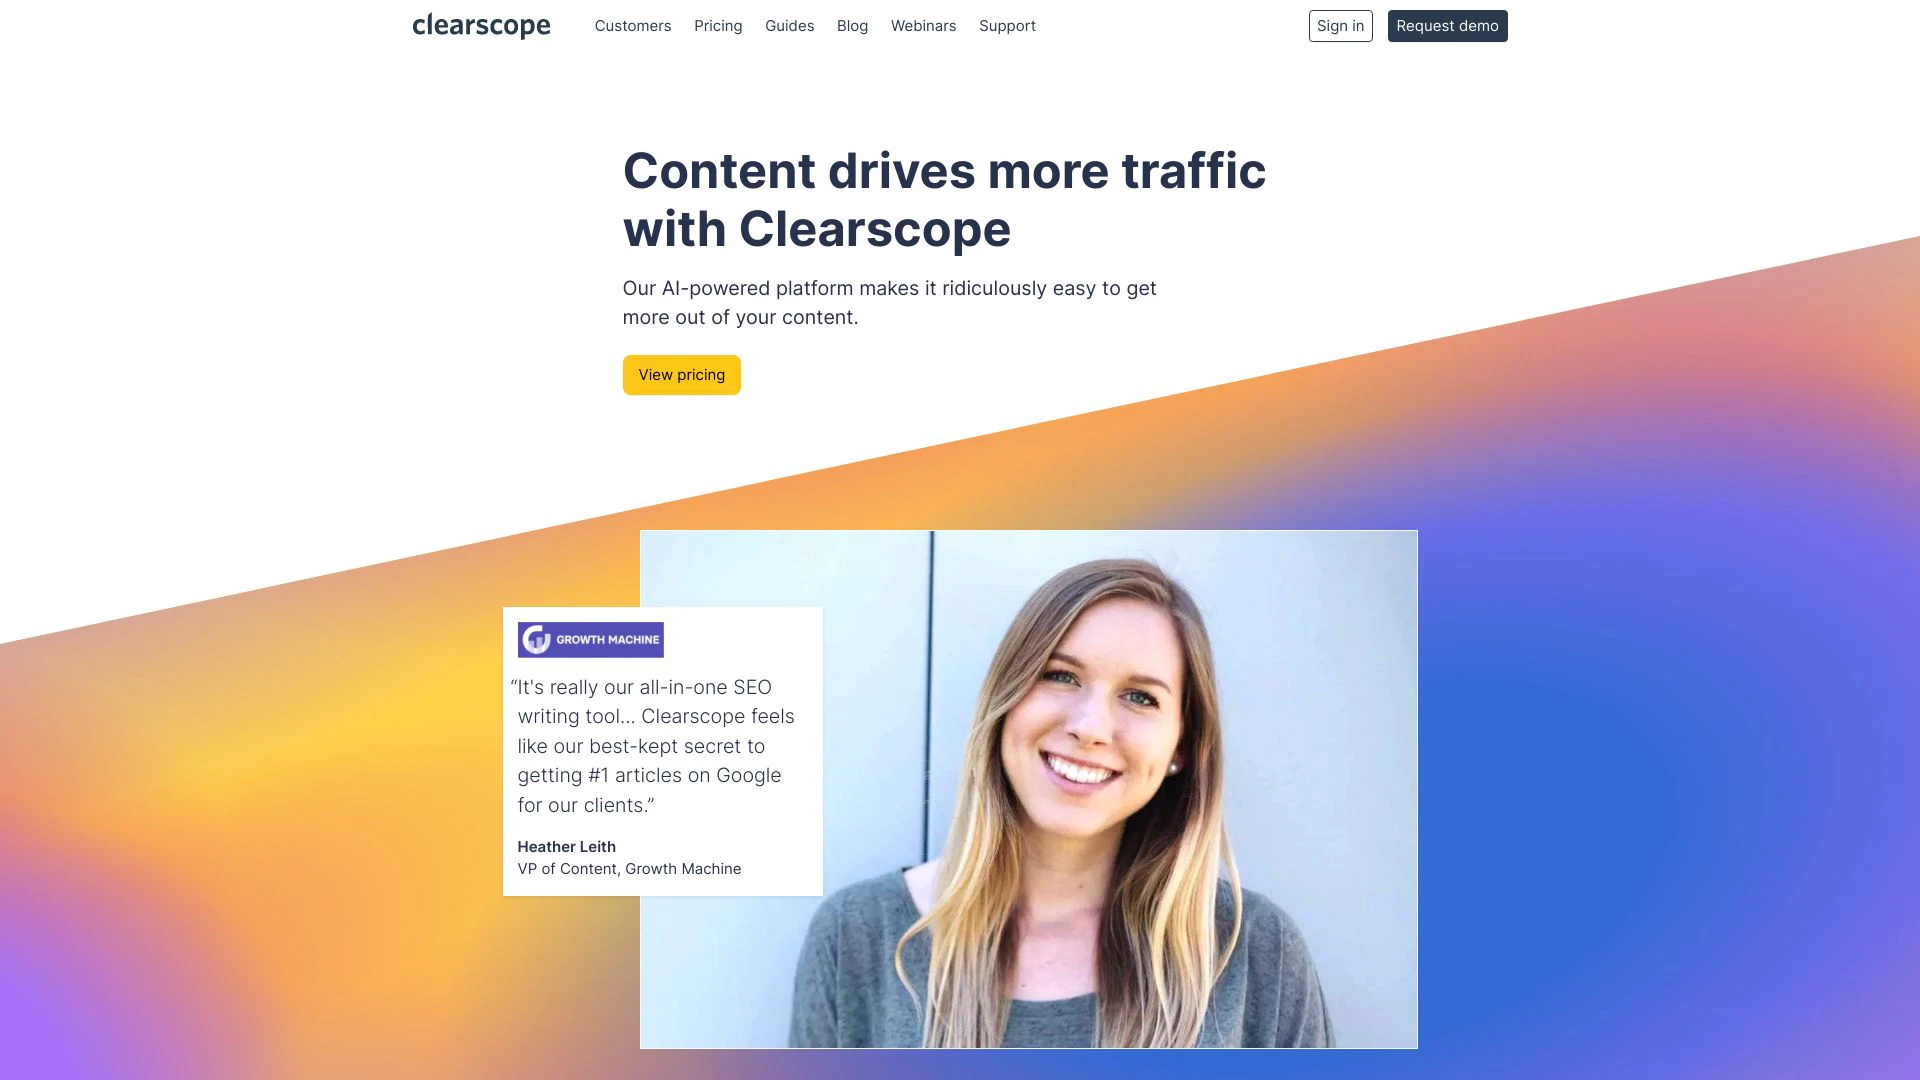 clearscope
Customers
Pricing
Guides
Blog
Webinars
Support
Sign in
Request demo
Content drives more traffic
with Clearscope
Our AI-powered platform makes it ridiculously easy to get
more out of your content.
View pricing
GROWTH MACHINE
“It's really our all-in-one SEO
writing tool... Clearscope feels
like our best-kept secret to
getting #1 articles on Google
for our clients.”
Heather Leith
VP of Content, Growth Machine